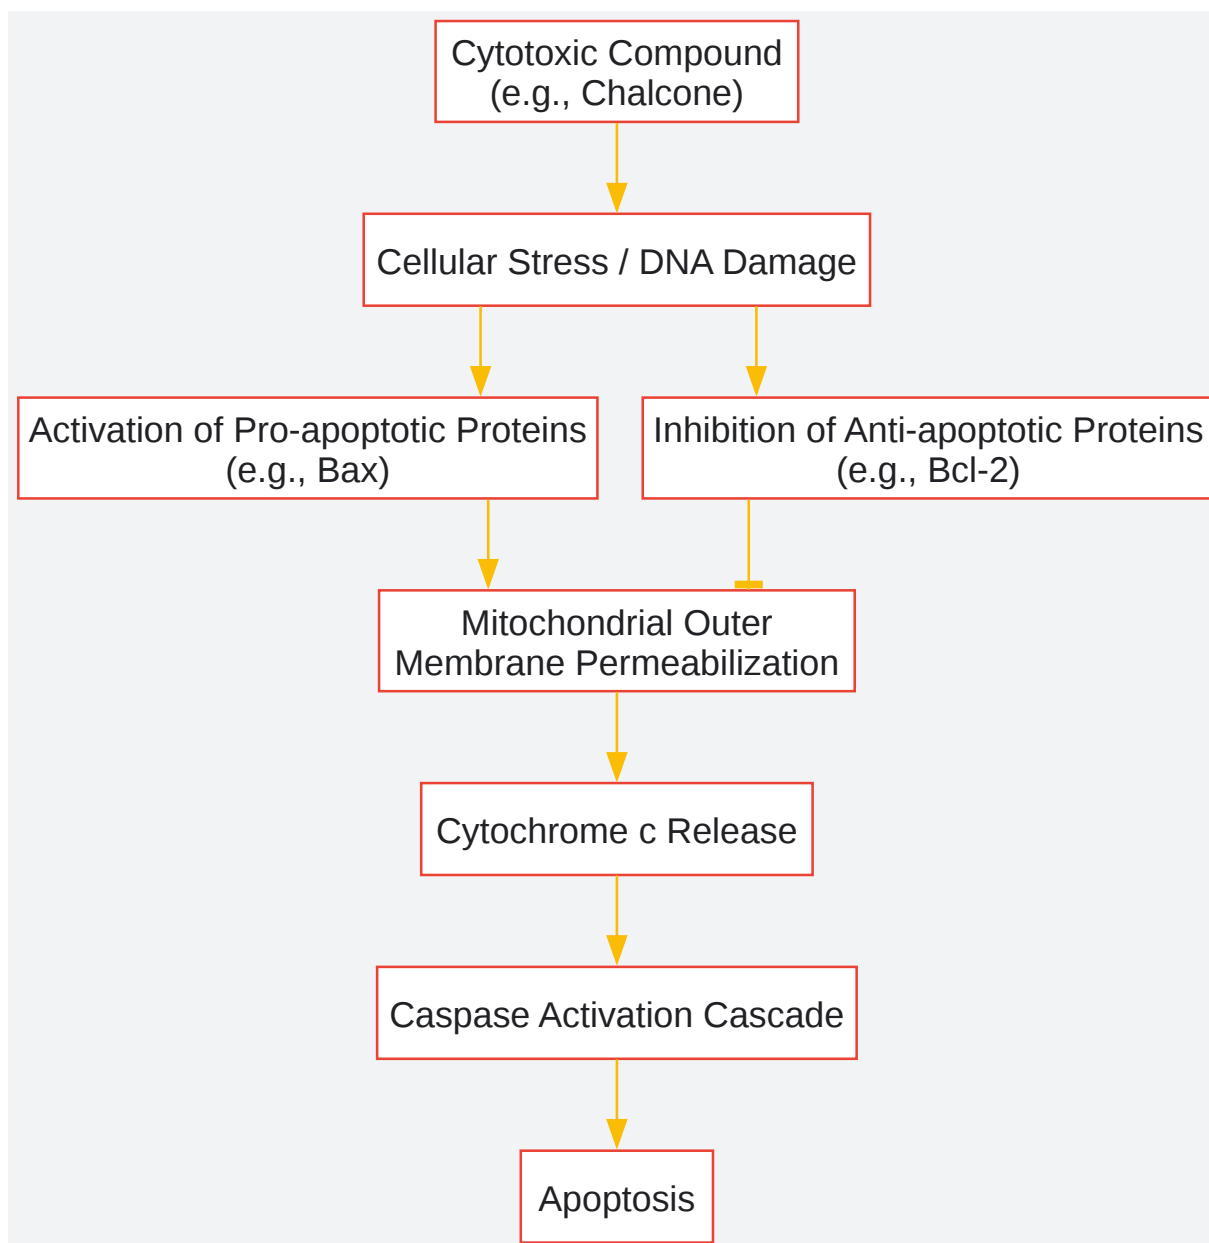 Cytotoxic Compound
(e.g., Chalcone)
Cellular Stress / DNA Damage
Activation of Pro-apoptotic Proteins
(e.g., Bax)
Inhibition of Anti-apoptotic Proteins
(e.g., Bcl-2)
Mitochondrial Outer
Membrane Permeabilization
Cytochrome c Release
Caspase Activation Cascade
Apoptosis